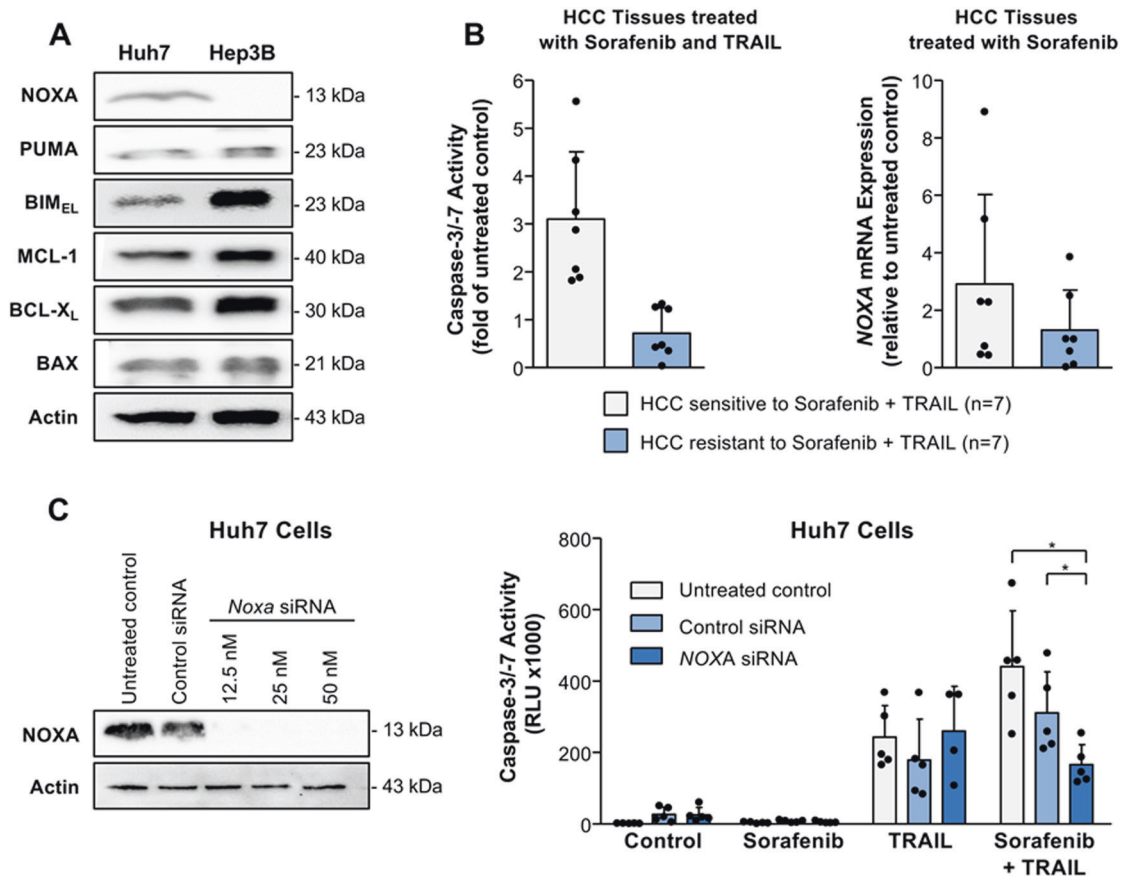 A
Huh7 Hep3B
NOXA - 13 kDa
PUMA - 23 kDa
BIMEL - 23 kDa
MCL-1 - 40 kDa
BCL-XL - 30 kDa
BAX - 21 kDa
Actin - 43 kDa
B
HCC Tissues treated
with Sorafenib and TRAIL
Caspase-3/-7 Activity
(fold of untreated control)
6
5
4
3
2
1
0
HCC Tissues
treated with Sorafenib
NOXA mRNA Expression
(relative to untreated control)
10
8
6
4
2
0
HCC sensitive to Sorafenib + TRAIL (n=7)
HCC resistant to Sorafenib + TRAIL (n=7)
C
Huh7 Cells
Untreated control
Control siRNA
Noxa siRNA
12.5 nM
25 nM
50 nM
NOXA - 13 kDa
Actin - 43 kDa
Huh7 Cells
Caspase-3/-7 Activity
(RLU x1000)
800
600
400
200
0
Untreated control
Control siRNA
NOXA siRNA
*
*
Control Sorafenib TRAIL Sorafenib
+ TRAIL